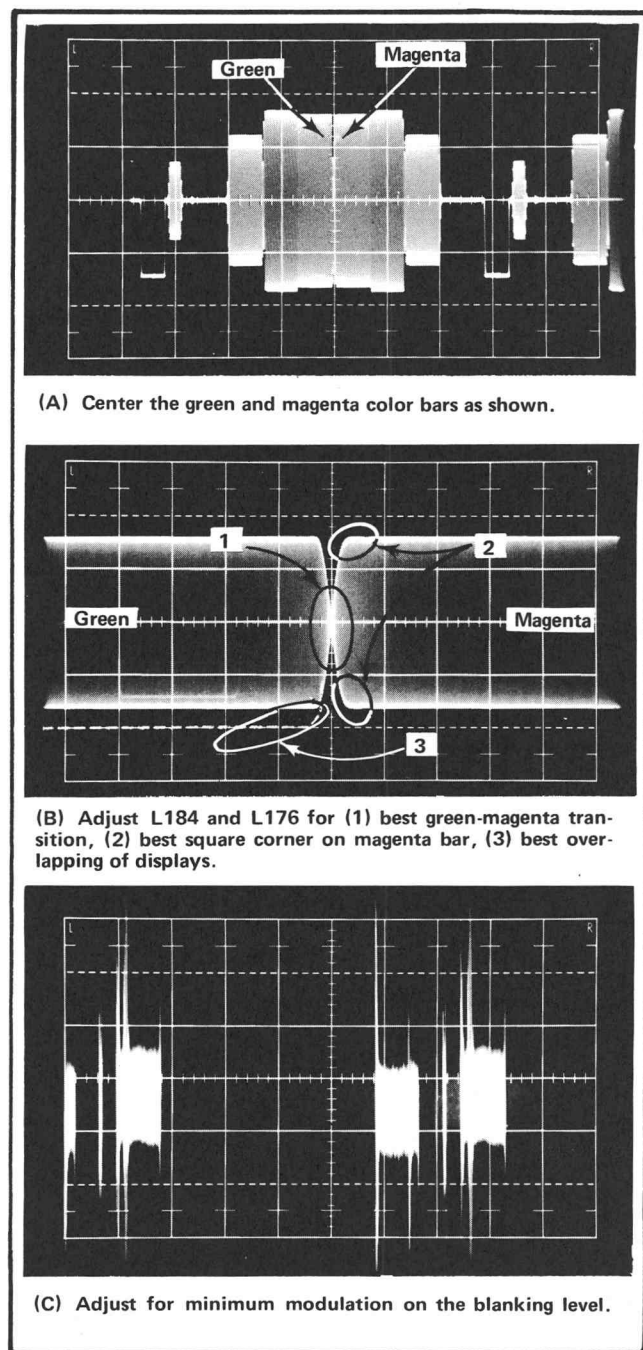 L R
Green Magenta
(A) Center the green and magenta color bars as shown.
L R
1 2
Green Magenta
3
(B) Adjust L184 and L176 for (1) best green-magenta tran-
sition, (2) best square corner on magenta bar, (3) best over-
lapping of displays.
L R
(C) Adjust for minimum modulation on the blanking level.